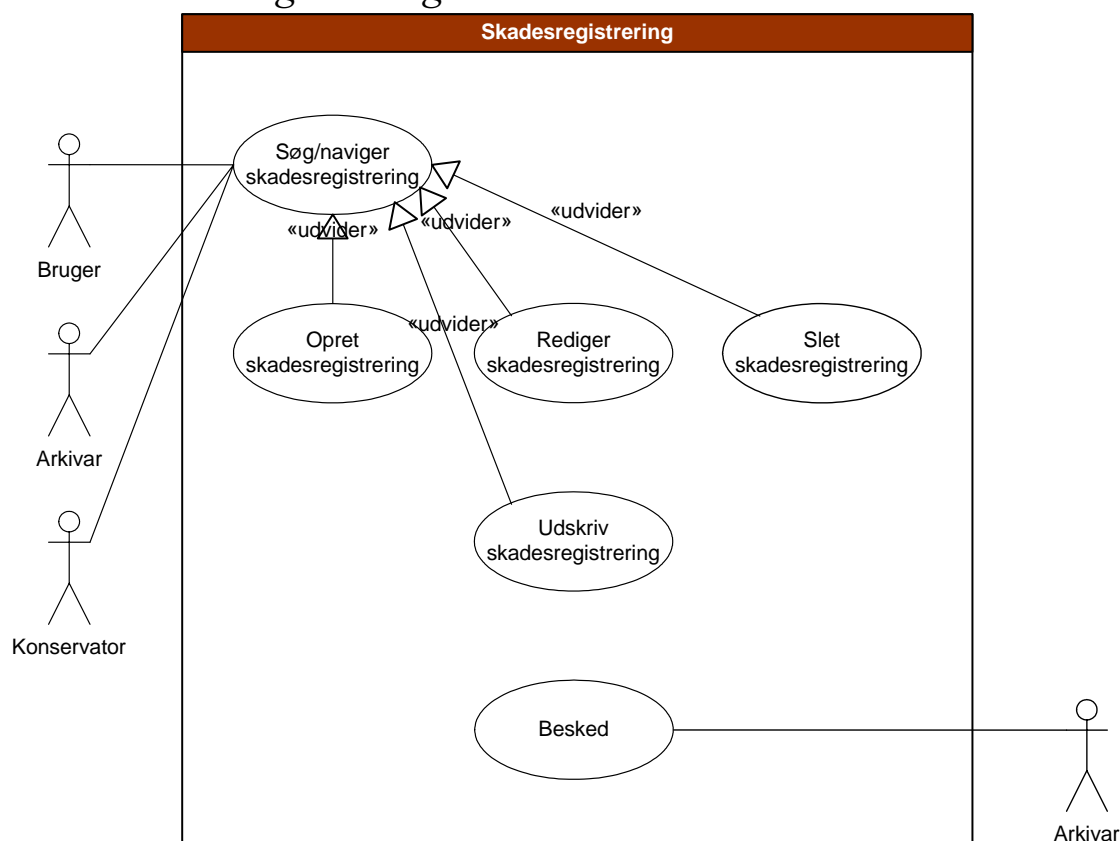 Skadesregistrering
Søg/naviger
skadesregistrering
«udvider»
«udvider»
«udvider»
Bruger
Opret
skadesregistrering
«udvider»
Rediger
skadesregistrering
Slet
skadesregistrering
Arkivar
Udskriv
skadesregistrering
Konservator
Besked
Arkivar